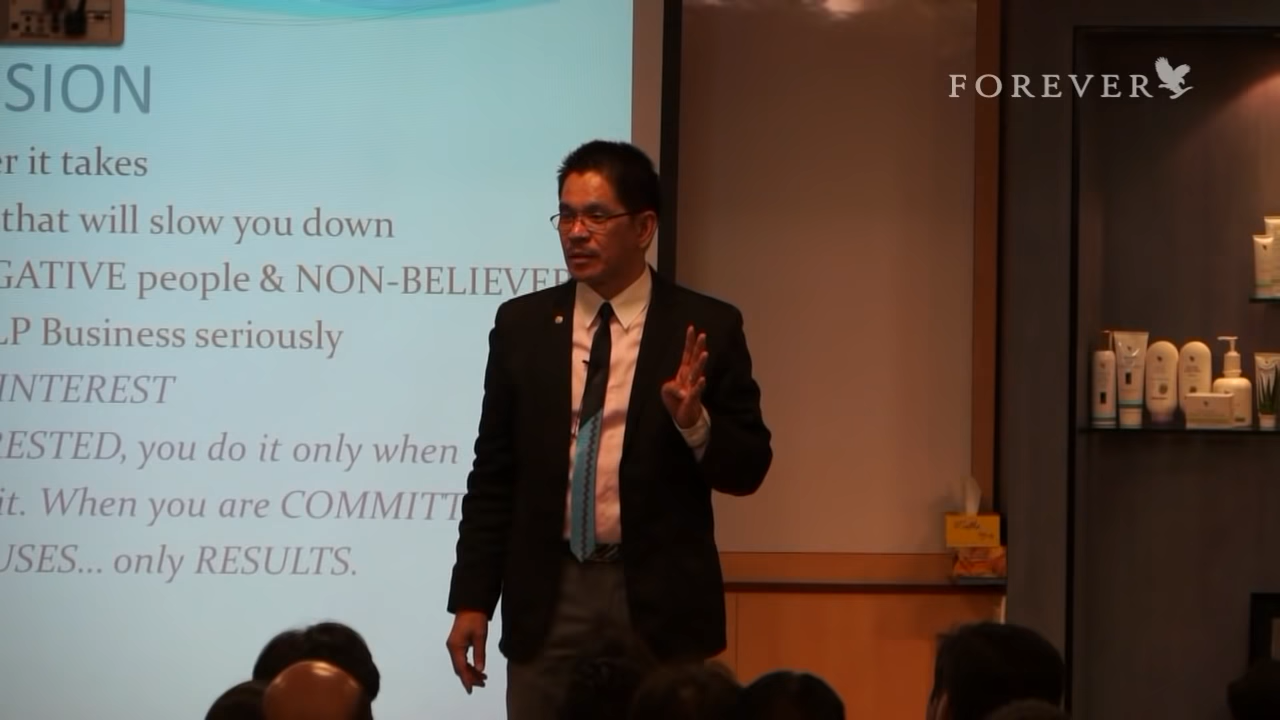 SION
FOREVER
er it takes
that will slow you down
GATIVE people & NON-BELIEVER
LP Business seriously
INTEREST
RESTED, you do it only when
it. When you are COMMITT
USES... only RESULTS.